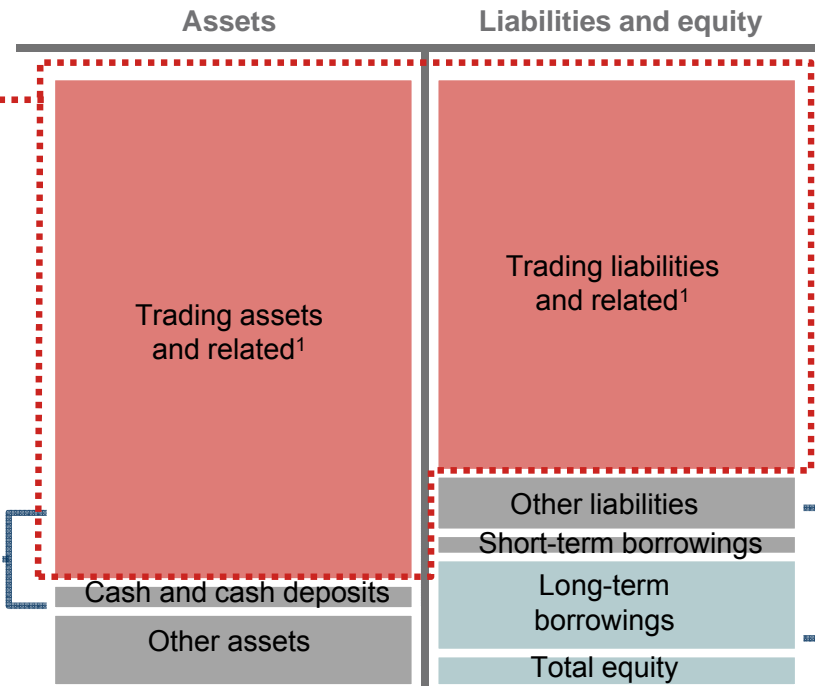 Assets
Liabilities and equity
Trading assets
and related¹
Cash and cash deposits
Other assets
Trading liabilities
and related¹
Other liabilities
Short-term borrowings
Long-term
borrowings
Total equity